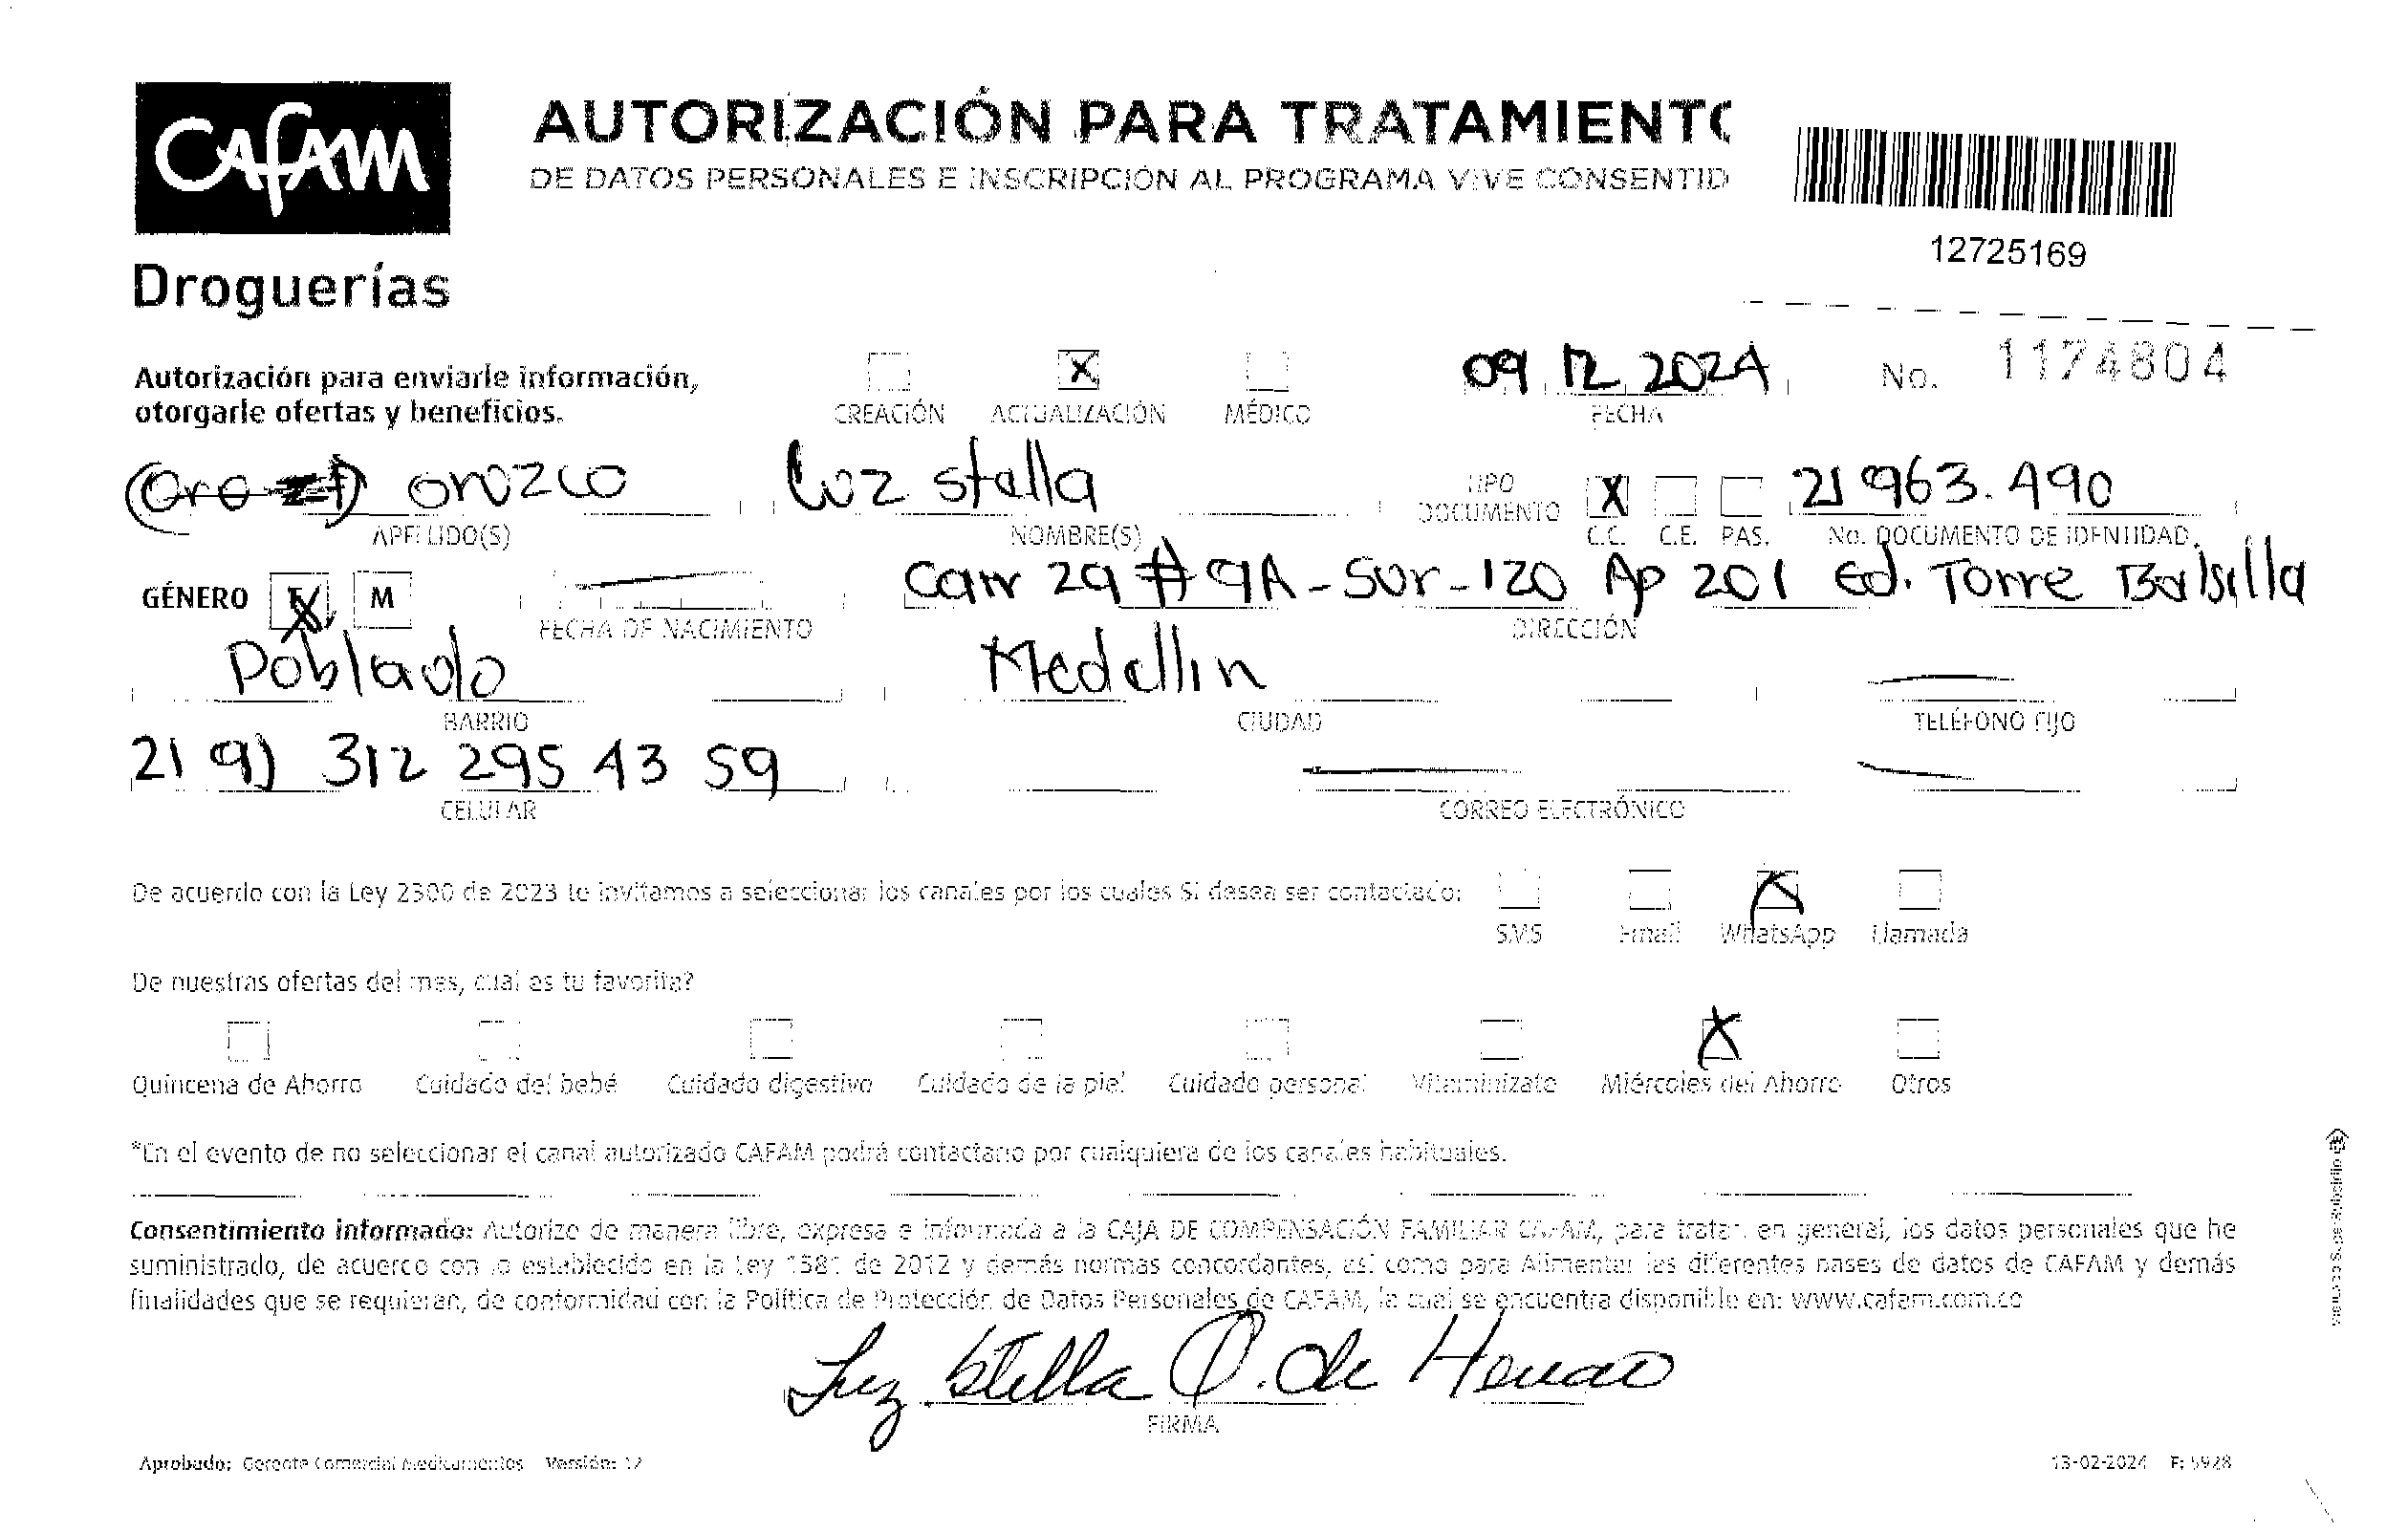 CAFAM
Droguerías
AUTORIZACIÓN PARA TRATAMIENTO
DE DATOS PERSONALES E INSCRIPCIÓN AL PROGRAMA VIVE CONSENTID
12725169
Autorización para enviarle información,
otorgarle ofertas y beneficios.
X
CREACIÓN ACTUALIZACIÓN MÉDICO
09 12 2024
FECHA
No. 1174804
orozco
APELLIDO(S)
Luz stella
NOMBRE(S)
TIPO
DOCUMENTO
X
C.C. C.E. PAS.
21 963.490
No. DOCUMENTO DE IDENTIDAD
GÉNERO F X M
FECHA DE NACIMIENTO
Carr 29 # 9A - Sur - 120 Ap 201 Ed. Torre Balsilla
DIRECCIÓN
Poblado
BARRIO
Medellin
CIUDAD
TELÉFONO FIJO
21 9) 312 295 43 59
CELULAR
CORREO ELECTRÓNICO
De acuerdo con la Ley 2300 de 2023 te invitamos a seleccionar los canales por los cuales Si desea ser contactado:
X
SMS Email WhatsApp Llamada
De nuestras ofertas del mes, cual es tu favorita?
X
Quincena de Ahorro Cuidado del bebé Cuidado digestivo Cuidado de la piel Cuidado personal Vitaminízate Miércoles del Ahorro Otros
*En el evento de no seleccionar el canal autorizado CAFAM podrá contactarlo por cualquiera de los canales habituales.
Consentimiento informado: Autorizo de manera libre, expresa e informada a la CAJA DE COMPENSACIÓN FAMILIAR CAFAM, para tratar, en general, los datos personales que he
suministrado, de acuerdo con lo establecido en la Ley 1581 de 2012 y demás normas concordantes, así como para Alimentar las diferentes bases de datos de CAFAM y demás
finalidades que se requieran, de conformidad con la Política de Protección de Datos Personales de CAFAM, la cual se encuentra disponible en: www.cafam.com.co
Luz Stella O. de Henao
FIRMA
Aprobado: Gerente Comercial Medicamentos Versión: 12
13-02-2024 F: 5928